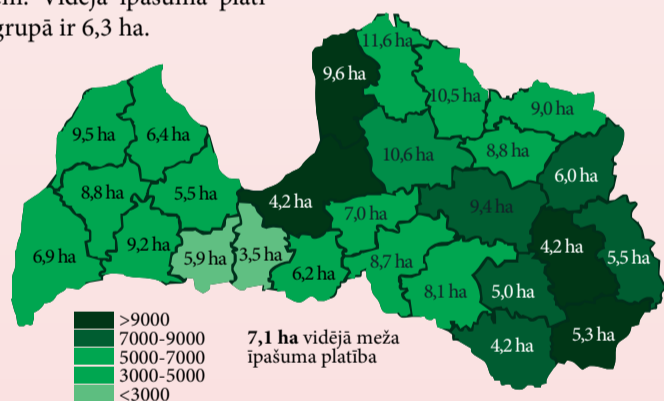 grupā ir 6,3 ha.
11,6 ha
9,6 ha
10,5 ha
9,0 ha
9,5 ha
6,4 ha
10,6 ha
8,8 ha
6,0 ha
8,8 ha
5,5 ha
4,2 ha
7,0 ha
9,4 ha
6,9 ha
9,2 ha
5,9 ha
3,5 ha
6,2 ha
8,7 ha
8,1 ha
5,0 ha
4,2 ha
5,5 ha
4,2 ha
5,3 ha
>9000
7000-9000
5000-7000
3000-5000
<3000
7,1 ha vidējā meža
īpašuma platība